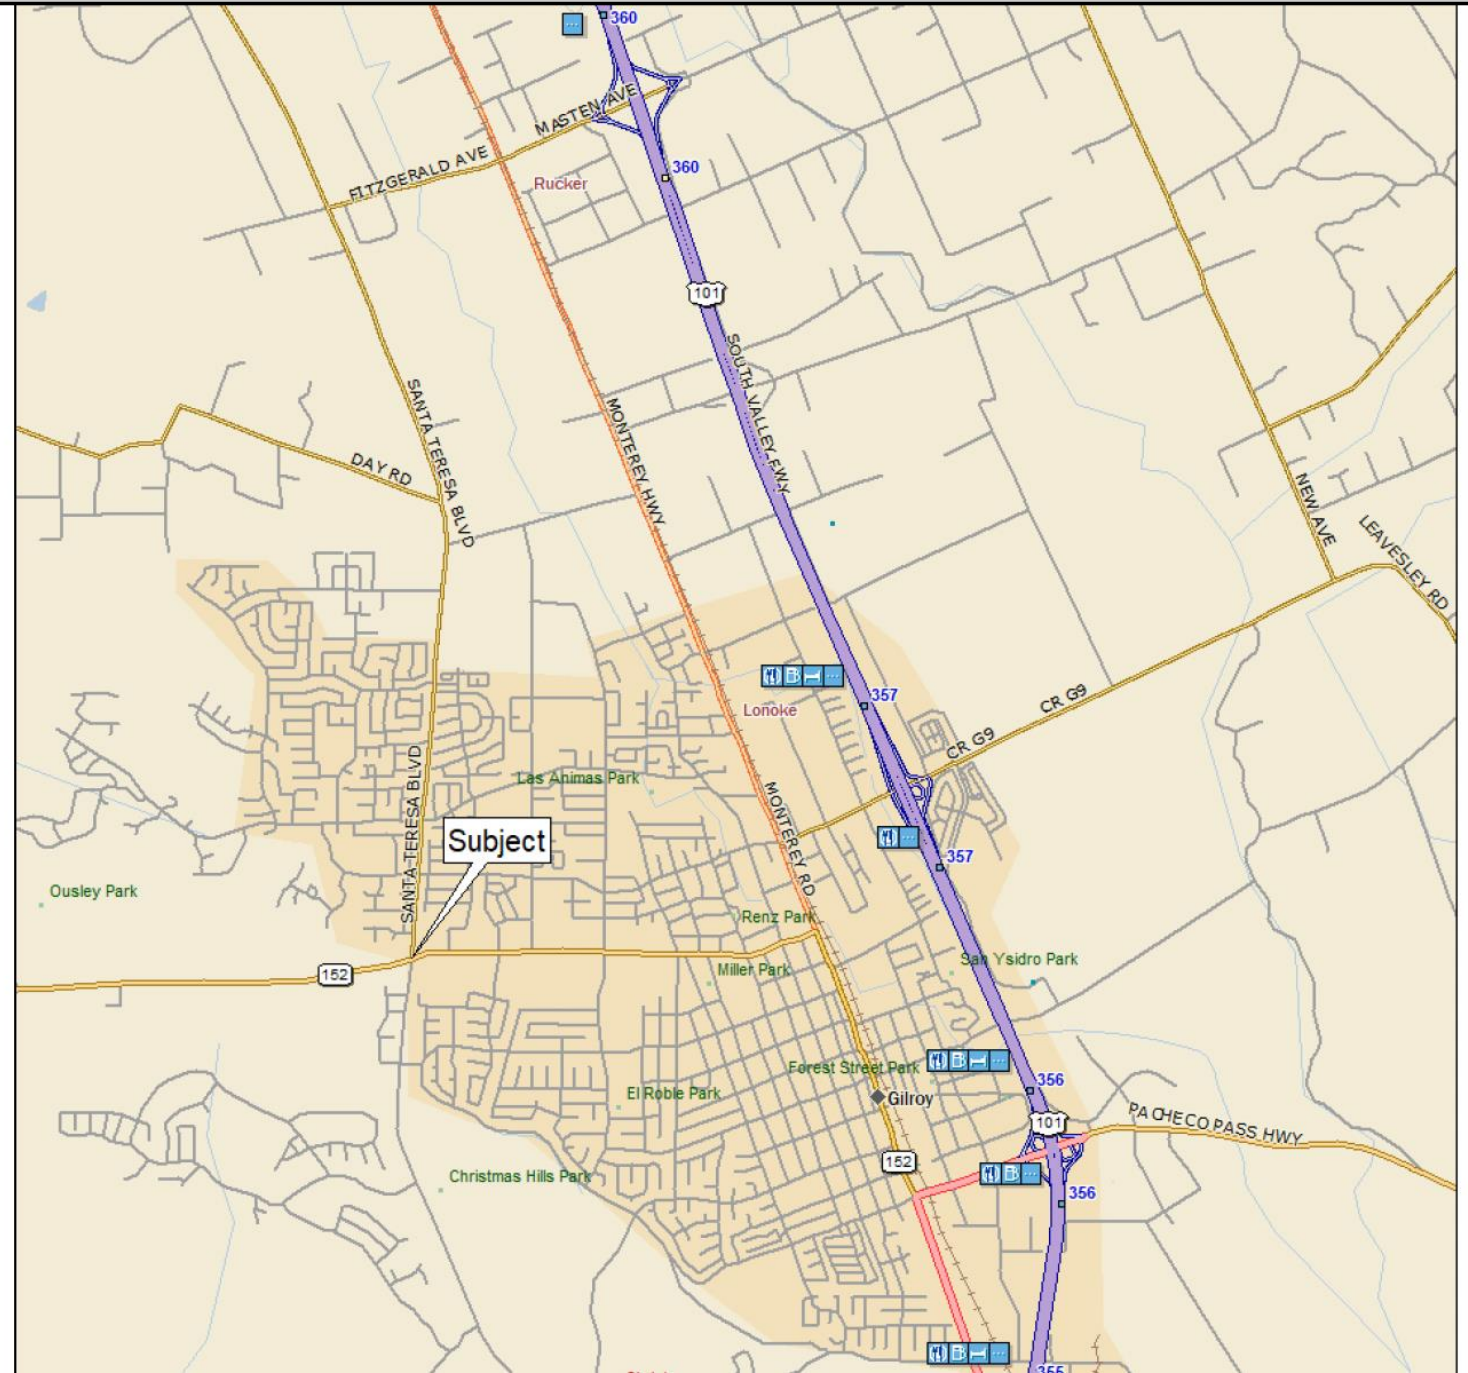 360
MASTEN AVE
FITZGERALD AVE
360
Rucker
101
SOUTH VALLEY FWY
SANTA TERESA BLVD
MONTEREY HWY
DAY RD
NEW AVE
LEAVESLEY RD
357
Lonoke
CR G9
CR G9
SANTA TERESA BLVD
Las Animas Park
MONTEREY RD
Subject
357
Ousley Park
Renz Park
San Ysidro Park
Miller Park
152
Forest Street Park
356
El Roble Park
Gilroy
101
PACHECO PASS HWY
152
Christmas Hills Park
356
355